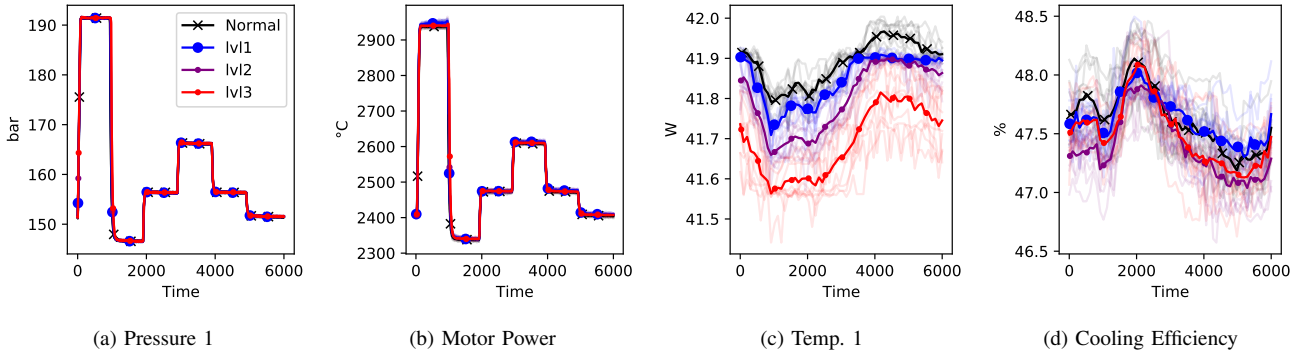 190
180
170
160
150
bar
0 2000 4000 6000
Time
Normal
lvl1
lvl2
lvl3
(a) Pressure 1
2900
2800
2700
2600
2500
2400
2300
°C
0 2000 4000 6000
Time
(b) Motor Power
42.0
41.9
41.8
41.7
41.6
41.5
W
0 2000 4000 6000
Time
(c) Temp. 1
48.5
48.0
47.5
47.0
46.5
%
0 2000 4000 6000
Time
(d) Cooling Efficiency